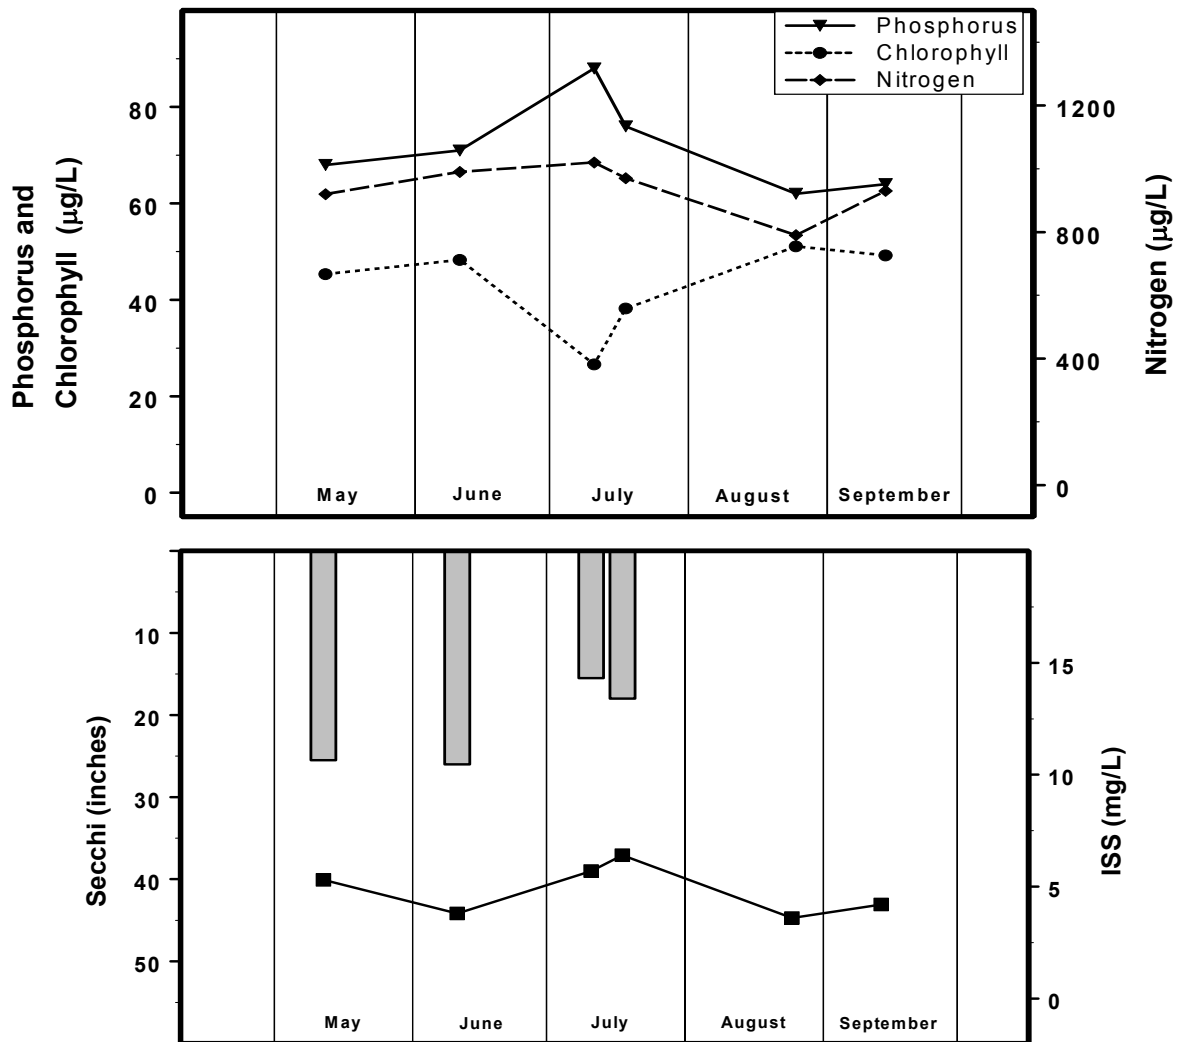 Phosphorus
Chlorophyll
Nitrogen
Phosphorus and
Chlorophyll (µg/L)
80
60
40
20
0
Nitrogen (µg/L)
1200
800
400
0
May June July August September
Secchi (inches)
10
20
30
40
50
ISS (mg/L)
15
10
5
0
May June July August September